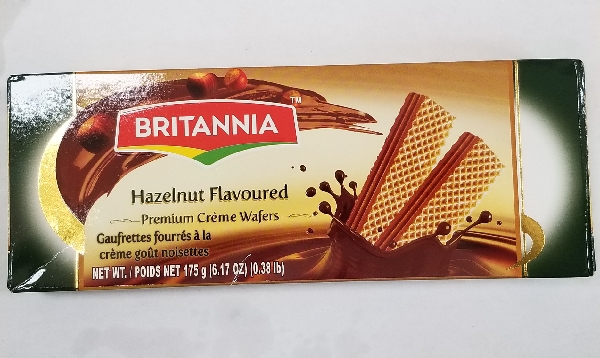 BRITANNIA TM
Hazelnut Flavoured
Premium Crème Wafers
Gaufrettes fourrés à la
crème goût noisettes
NET WT. / POIDS NET 175 g (6.17 OZ) (0.38 lb)